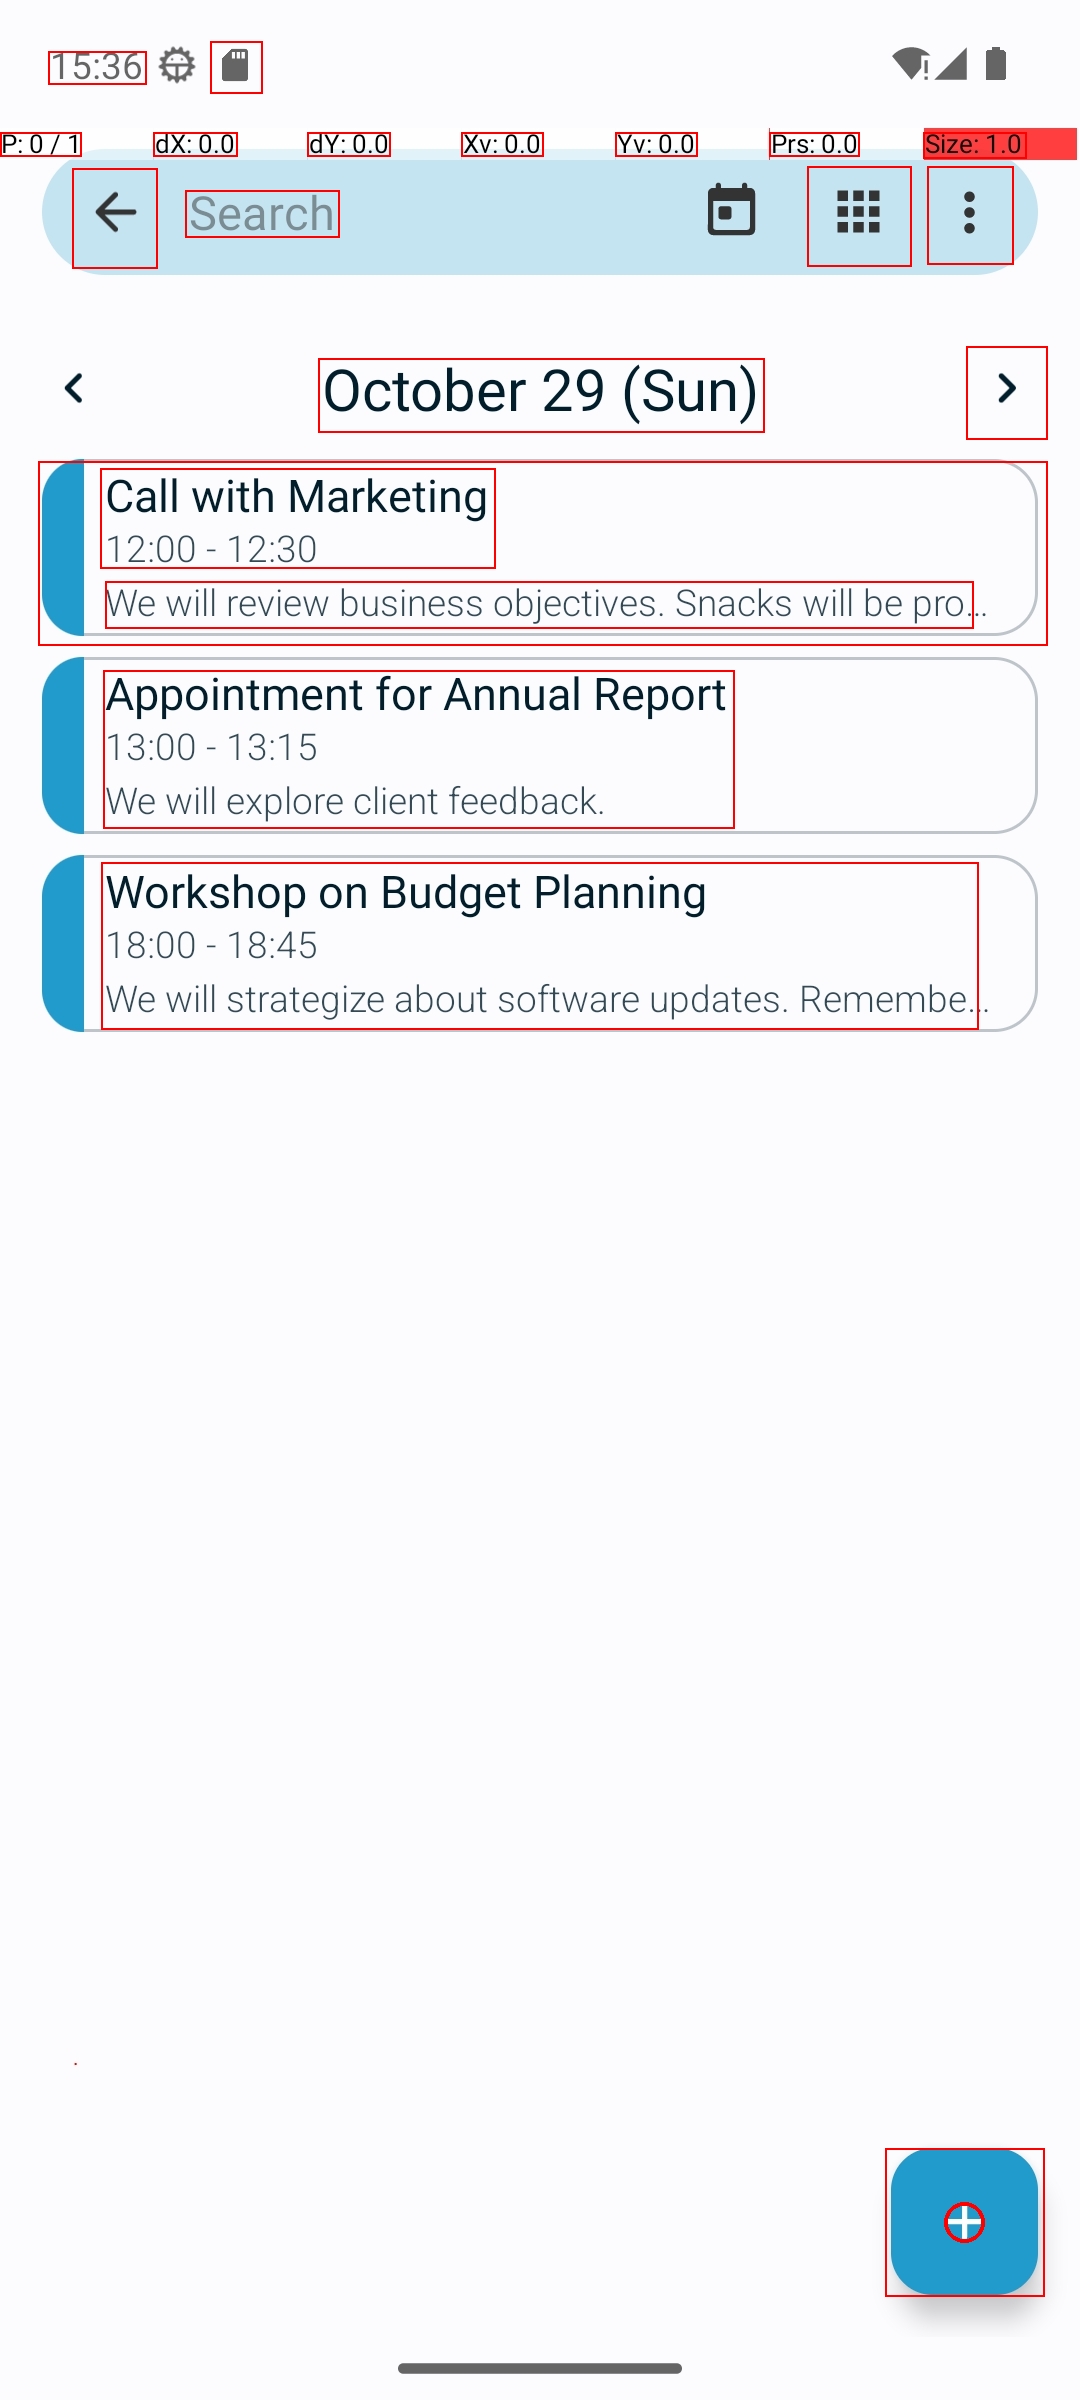 15:36
P: 0 / 1 dX: 0.0 dY: 0.0 Xv: 0.0 Yv: 0.0 Prs: 0.0 Size: 1.0
Search
October 29 (Sun)
Call with Marketing
12:00 - 12:30
We will review business objectives. Snacks will be pro...
Appointment for Annual Report
13:00 - 13:15
We will explore client feedback.
Workshop on Budget Planning
18:00 - 18:45
We will strategize about software updates. Remembe...